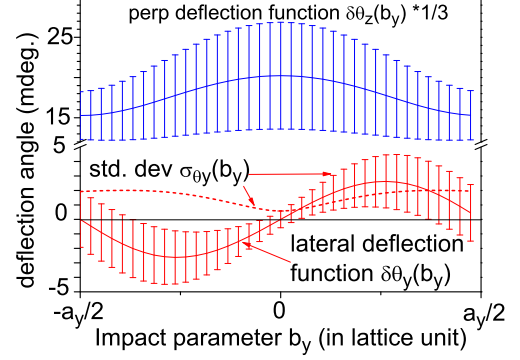 perp deflection function δθz(by) *1/3
25
15
5
5
std. dev σθy(by)
0
lateral deflection
function δθy(by)
-5
-ay/2 0 ay/2
deflection angle (mdeg.)
Impact parameter by (in lattice unit)